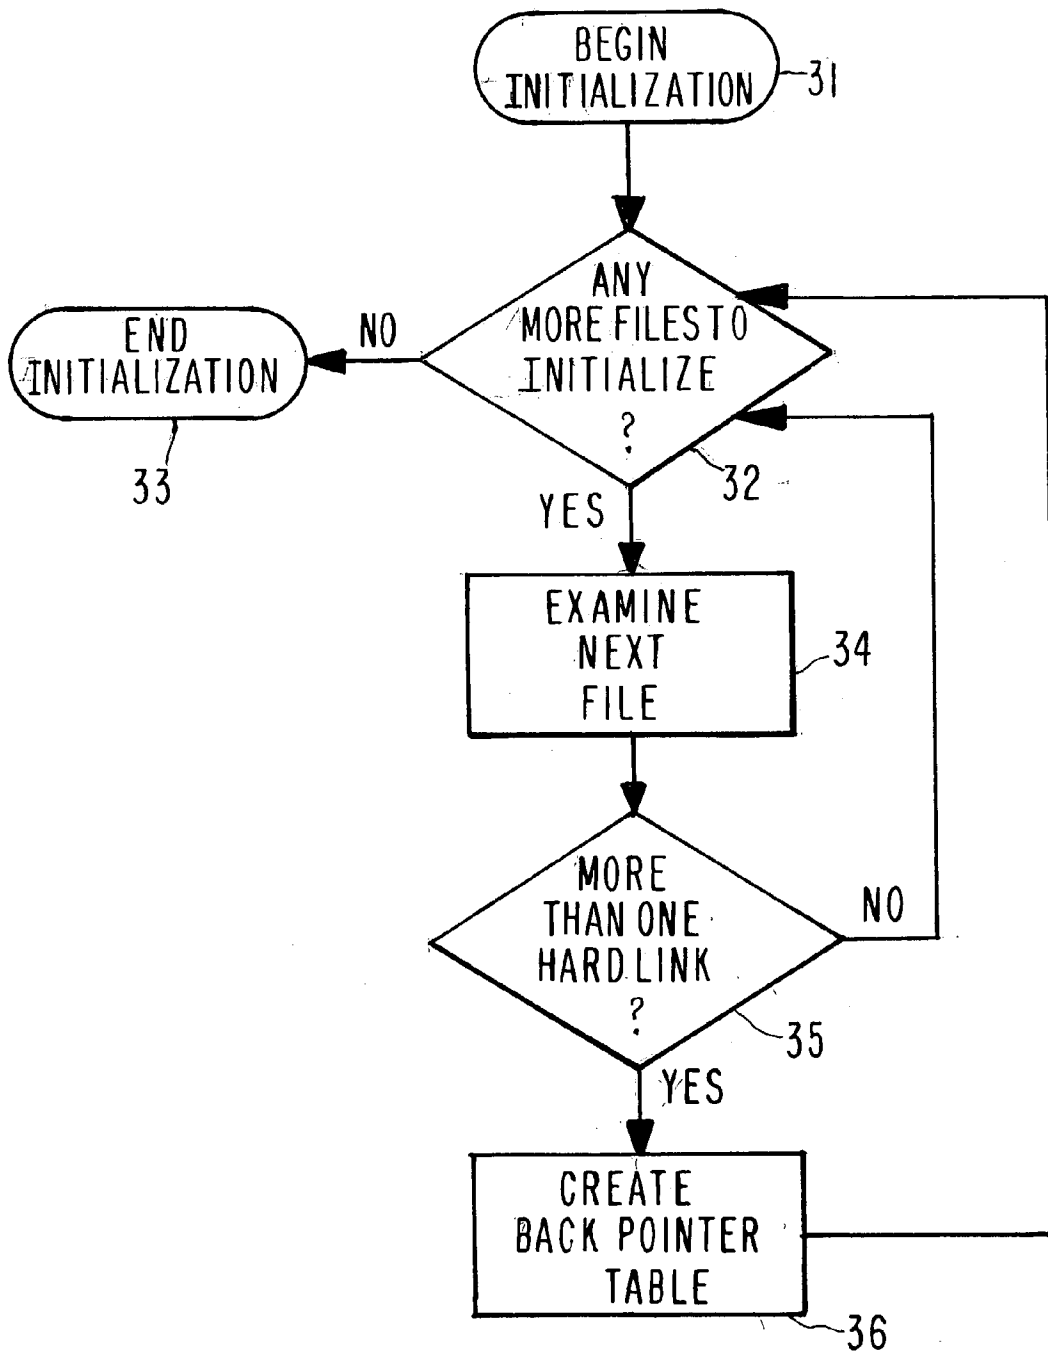 BEGIN
INITIALIZATION
31
ANY
MORE FILES TO
INITIALIZE
?
32
NO
END
INITIALIZATION
33
YES
EXAMINE
NEXT
FILE
34
MORE
THAN ONE
HARD LINK
?
35
NO
YES
CREATE
BACK POINTER
TABLE
36